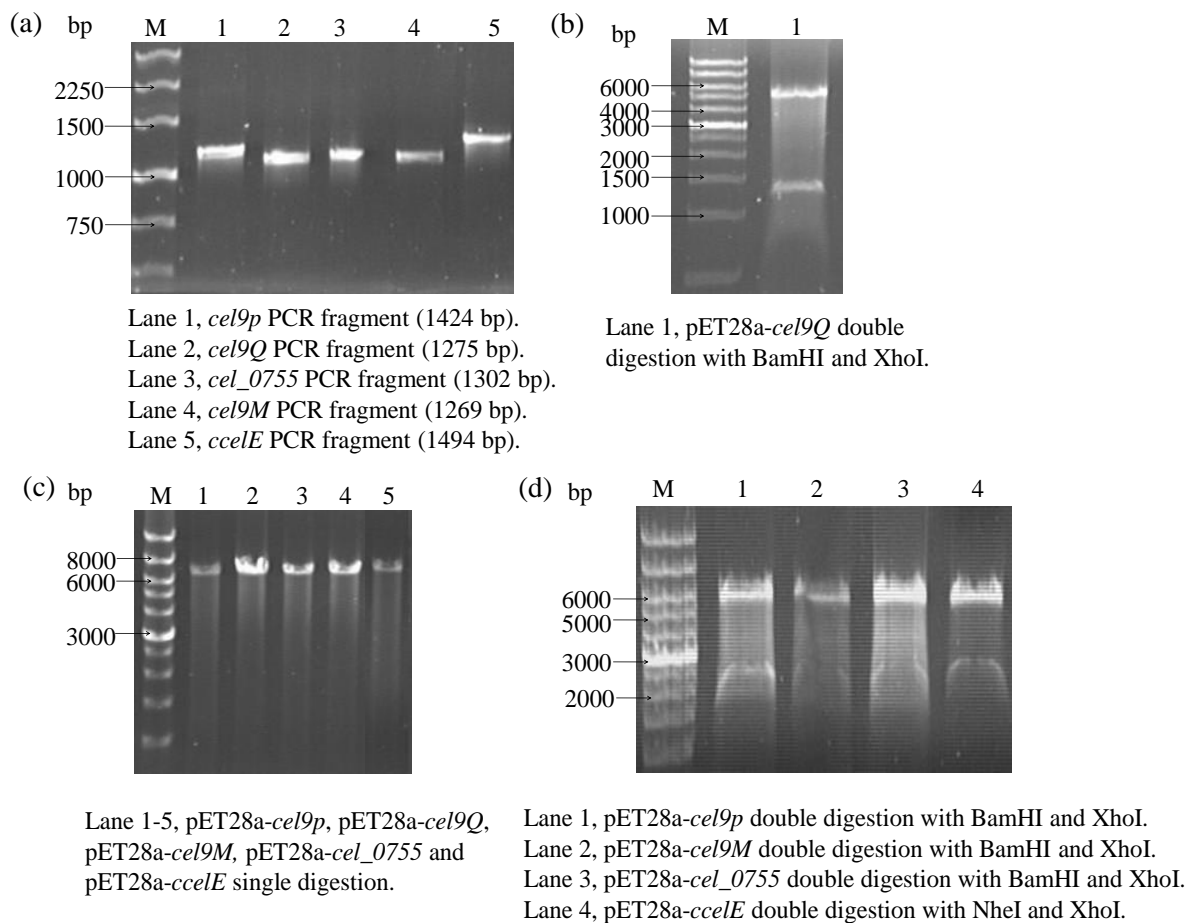 (a) bp M 1 2 3 4 5
2250
1500
1000
750
Lane 1, cel9p PCR fragment (1424 bp).
Lane 2, cel9Q PCR fragment (1275 bp).
Lane 3, cel_0755 PCR fragment (1302 bp).
Lane 4, cel9M PCR fragment (1269 bp).
Lane 5, ccelE PCR fragment (1494 bp).
(b) bp M 1
6000
4000
3000
2000
1500
1000
Lane 1, pET28a-cel9Q double
digestion with BamHI and XhoI.
(c) bp M 1 2 3 4 5
8000
6000
3000
Lane 1-5, pET28a-cel9p, pET28a-cel9Q,
pET28a-cel9M, pET28a-cel_0755 and
pET28a-ccelE single digestion.
(d) bp M 1 2 3 4
6000
5000
3000
2000
Lane 1, pET28a-cel9p double digestion with BamHI and XhoI.
Lane 2, pET28a-cel9M double digestion with BamHI and XhoI.
Lane 3, pET28a-cel_0755 double digestion with BamHI and XhoI.
Lane 4, pET28a-ccelE double digestion with NheI and XhoI.